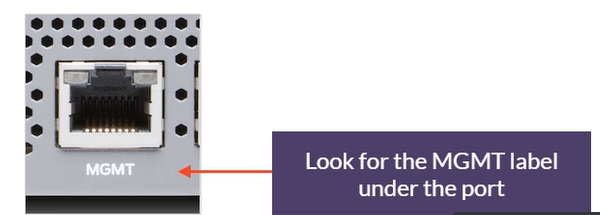 MGMT
Look for the MGMT label
under the port